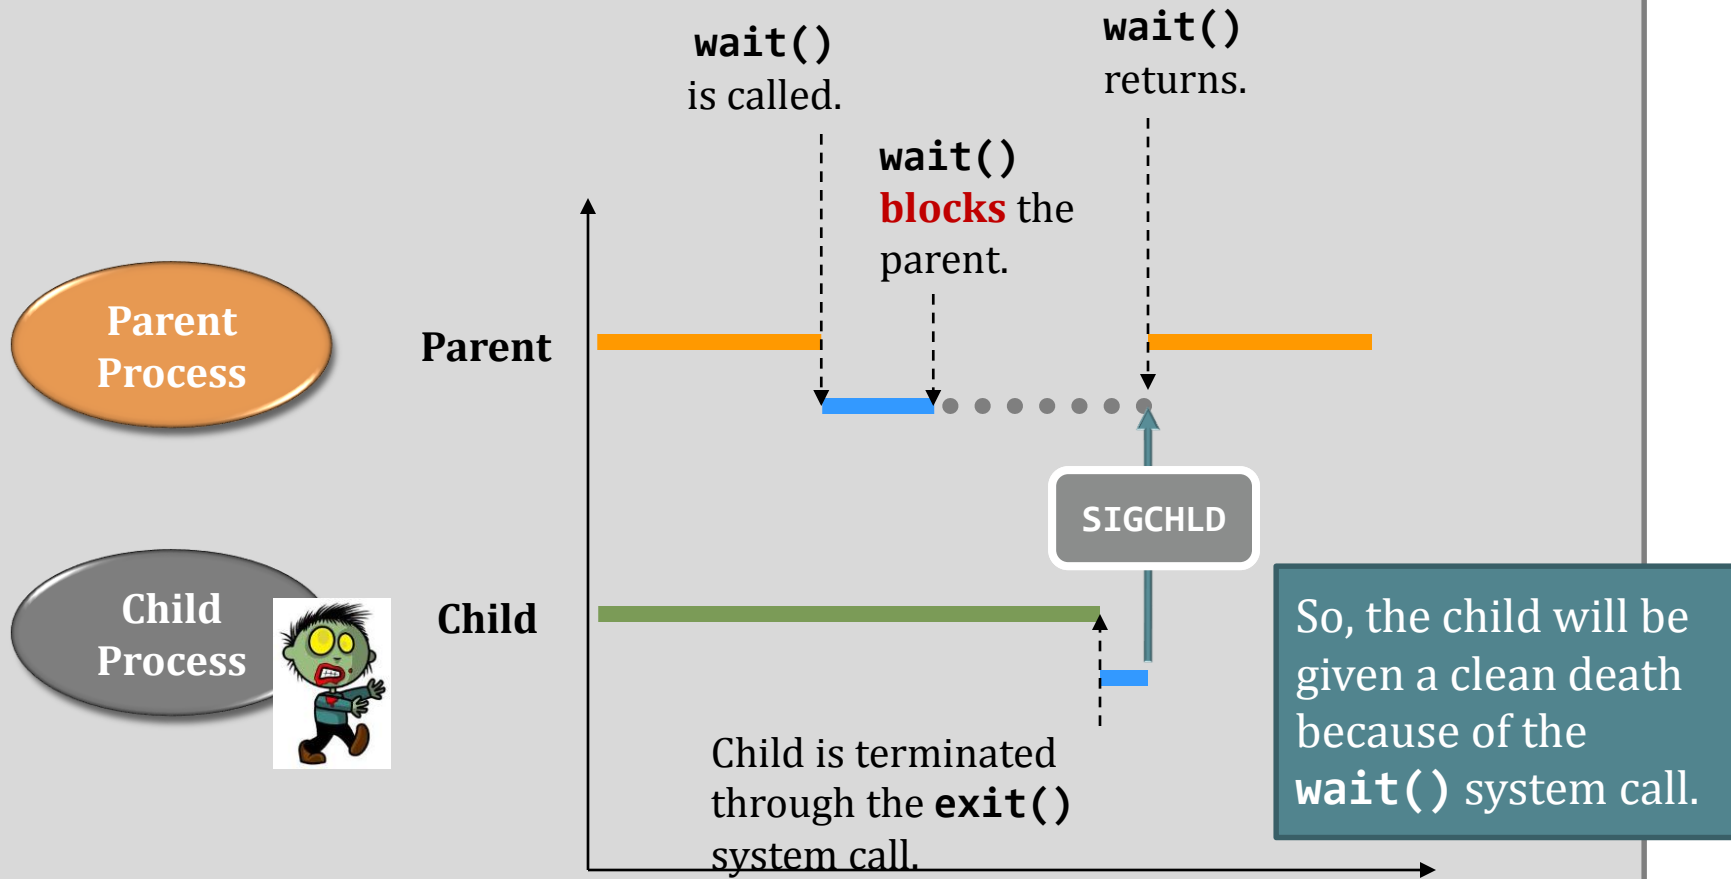 wait()
is called.
wait()
returns.
wait()
blocks the
parent.
Parent
Process
Parent
SIGCHLD
Child
Process
Child
So, the child will be
given a clean death
because of the
wait() system call.
Child is terminated
through the exit()
system call.